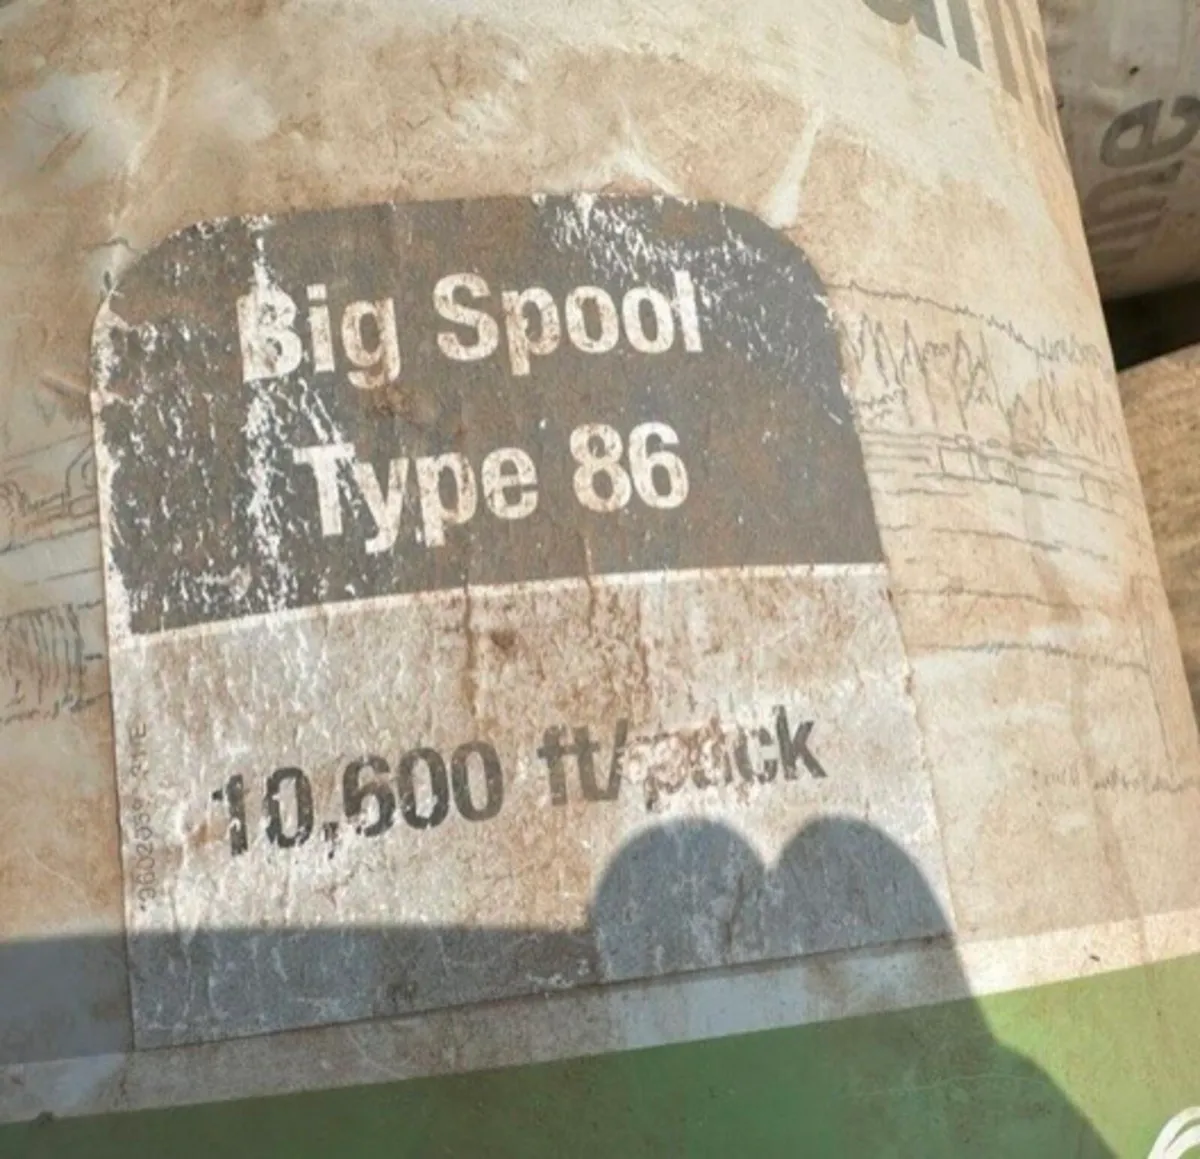 Big Spool
Type 86
10,600 ft/pack